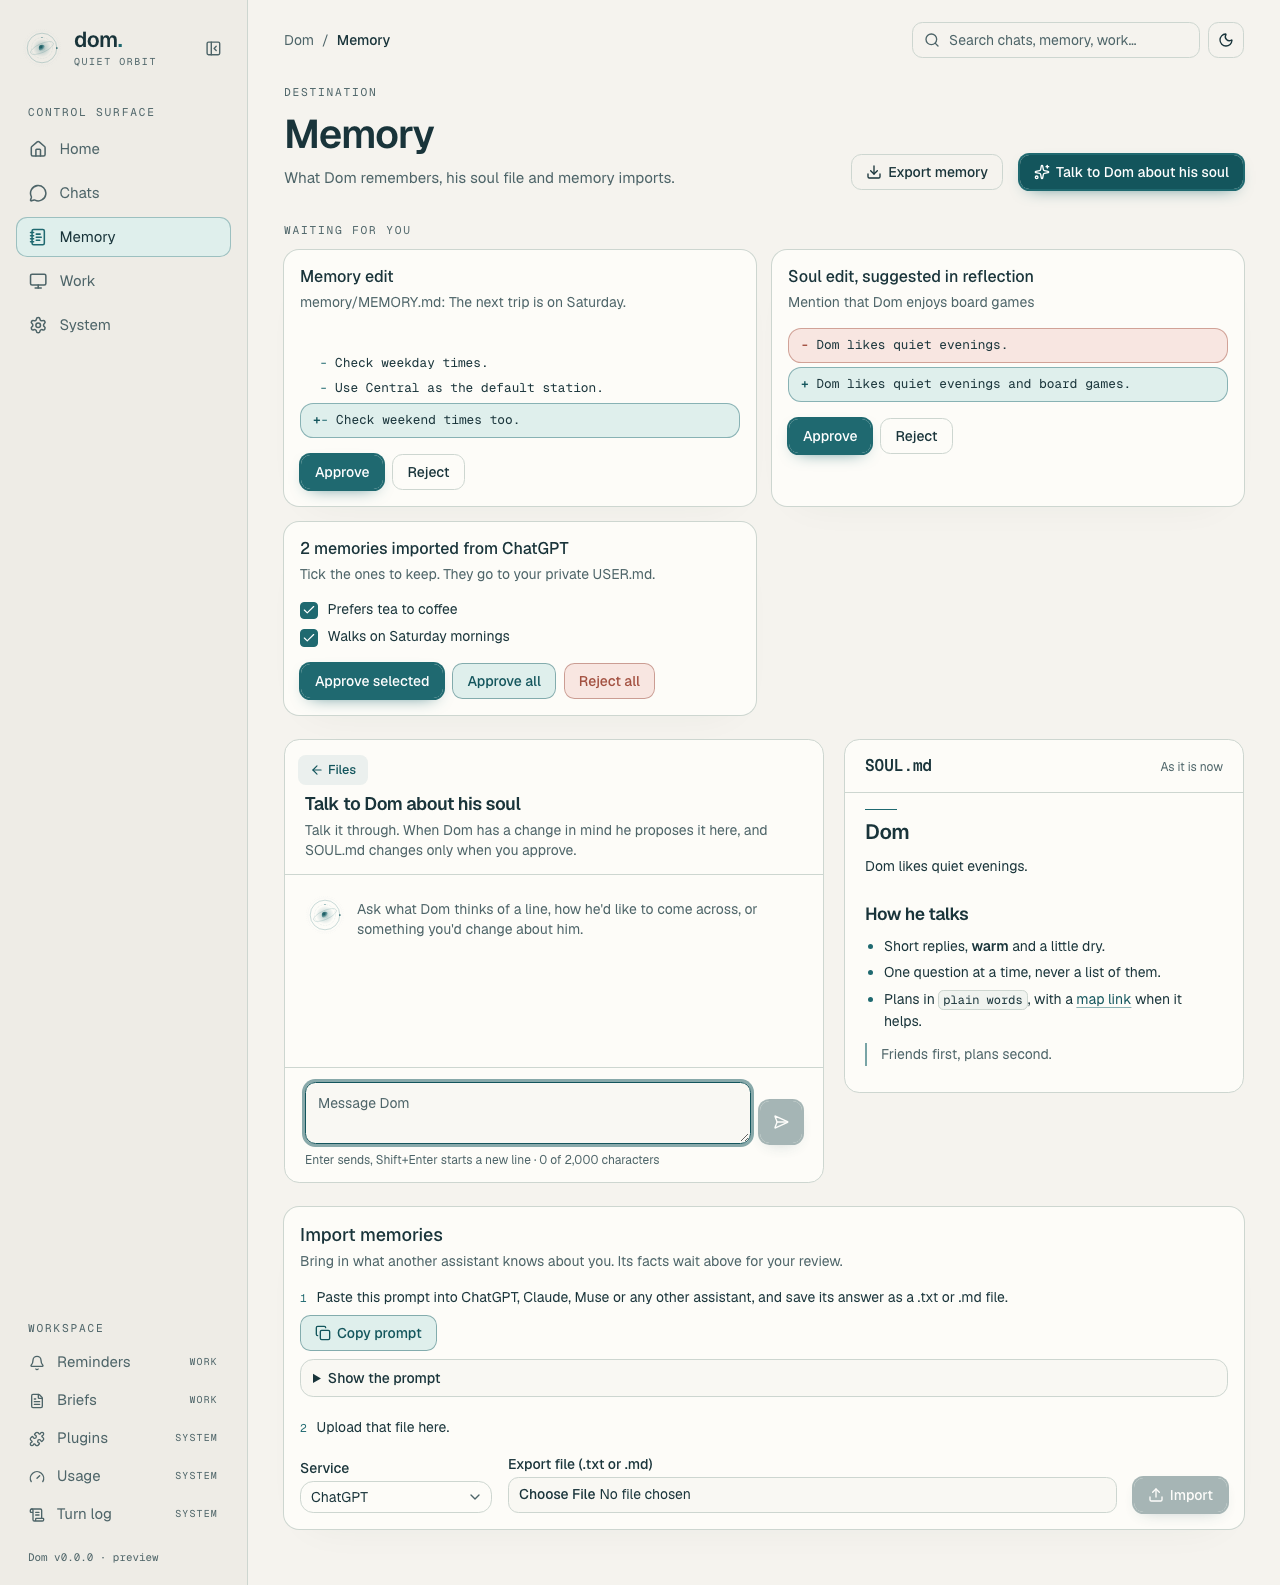 dom.
QUIET ORBIT
CONTROL SURFACE
Home
Chats
Memory
Work
System
WORKSPACE
Reminders WORK
Briefs WORK
Plugins SYSTEM
Usage SYSTEM
Turn log SYSTEM
Dom v0.0.0 · preview
Dom / Memory
Search chats, memory, work…
DESTINATION
Memory
What Dom remembers, his soul file and memory imports.
Export memory
Talk to Dom about his soul
WAITING FOR YOU
Memory edit
memory/MEMORY.md: The next trip is on Saturday.
- Check weekday times.
- Use Central as the default station.
+- Check weekend times too.
Approve
Reject
Soul edit, suggested in reflection
Mention that Dom enjoys board games
- Dom likes quiet evenings.
+ Dom likes quiet evenings and board games.
Approve
Reject
2 memories imported from ChatGPT
Tick the ones to keep. They go to your private USER.md.
Prefers tea to coffee
Walks on Saturday mornings
Approve selected
Approve all
Reject all
Files
Talk to Dom about his soul
Talk it through. When Dom has a change in mind he proposes it here, and
SOUL.md changes only when you approve.
Ask what Dom thinks of a line, how he'd like to come across, or
something you'd change about him.
Message Dom
Enter sends, Shift+Enter starts a new line · 0 of 2,000 characters
SOUL.md
As it is now
Dom
Dom likes quiet evenings.
How he talks
Short replies, warm and a little dry.
One question at a time, never a list of them.
Plans in plain words, with a map link when it
helps.
Friends first, plans second.
Import memories
Bring in what another assistant knows about you. Its facts wait above for your review.
1 Paste this prompt into ChatGPT, Claude, Muse or any other assistant, and save its answer as a .txt or .md file.
Copy prompt
Show the prompt
2 Upload that file here.
Service
ChatGPT
Export file (.txt or .md)
Choose File No file chosen
Import